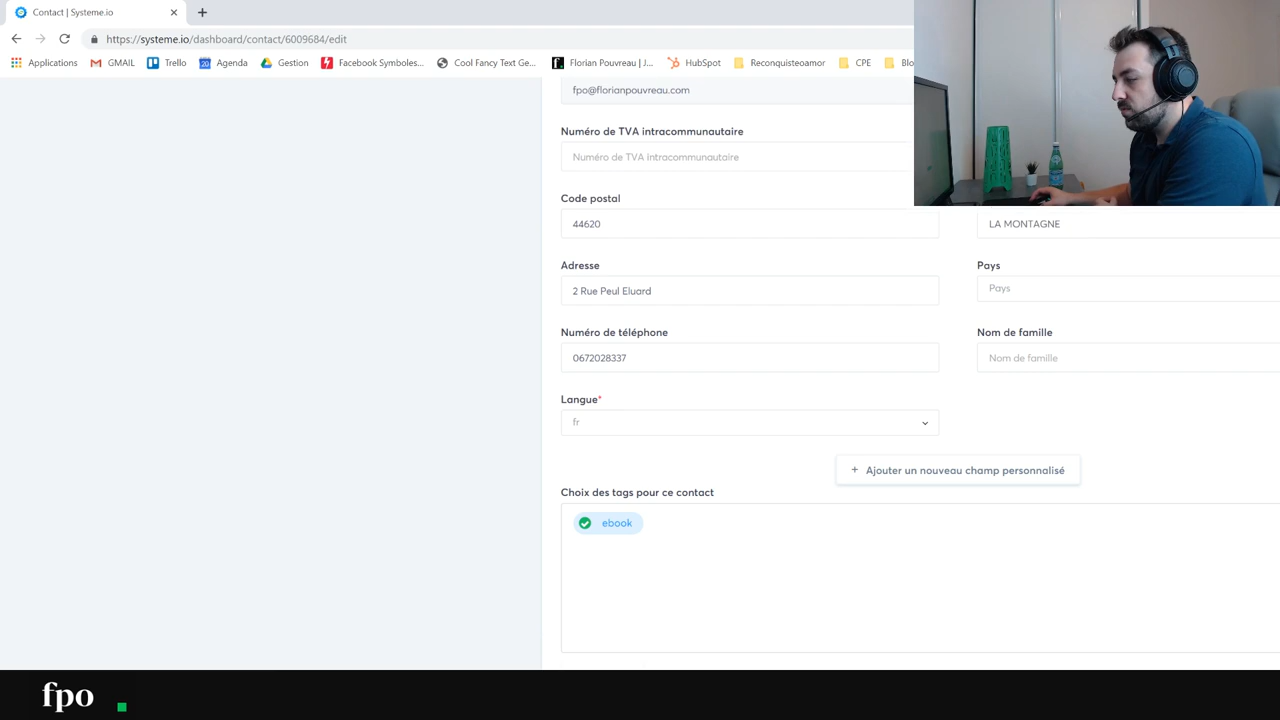 Contact | Systeme.io
https://systeme.io/dashboard/contact/6009684/edit
Applications GMAIL Trello Agenda Gestion Facebook Symboles... Cool Fancy Text Ge... Florian Pouvreau | J... HubSpot Reconquisteoamor CPE Blo
fpo@florianpouvreau.com
Numéro de TVA intracommunautaire
Numéro de TVA intracommunautaire
Code postal
44620
LA MONTAGNE
Adresse
Pays
2 Rue Peul Eluard
Pays
Numéro de téléphone
Nom de famille
0672028337
Nom de famille
Langue*
fr
+ Ajouter un nouveau champ personnalisé
Choix des tags pour ce contact
ebook
fpo